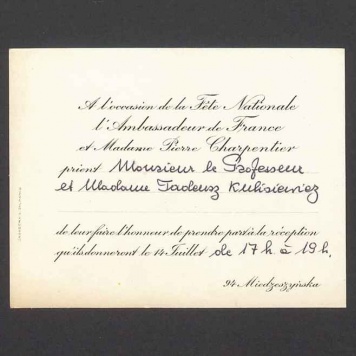 A l'occasion de la Fête Nationale
l'Ambassadeur de France
et Madame Pierre Charpentier
prient Monsieur le Professeur
et Madame Tadeusz Kulisiewicz
de leur faire l'honneur de prendre part à la réception
qu'ils donneront le 14 Juillet de 17 h à 19 h.
94 Miedzeszyńska